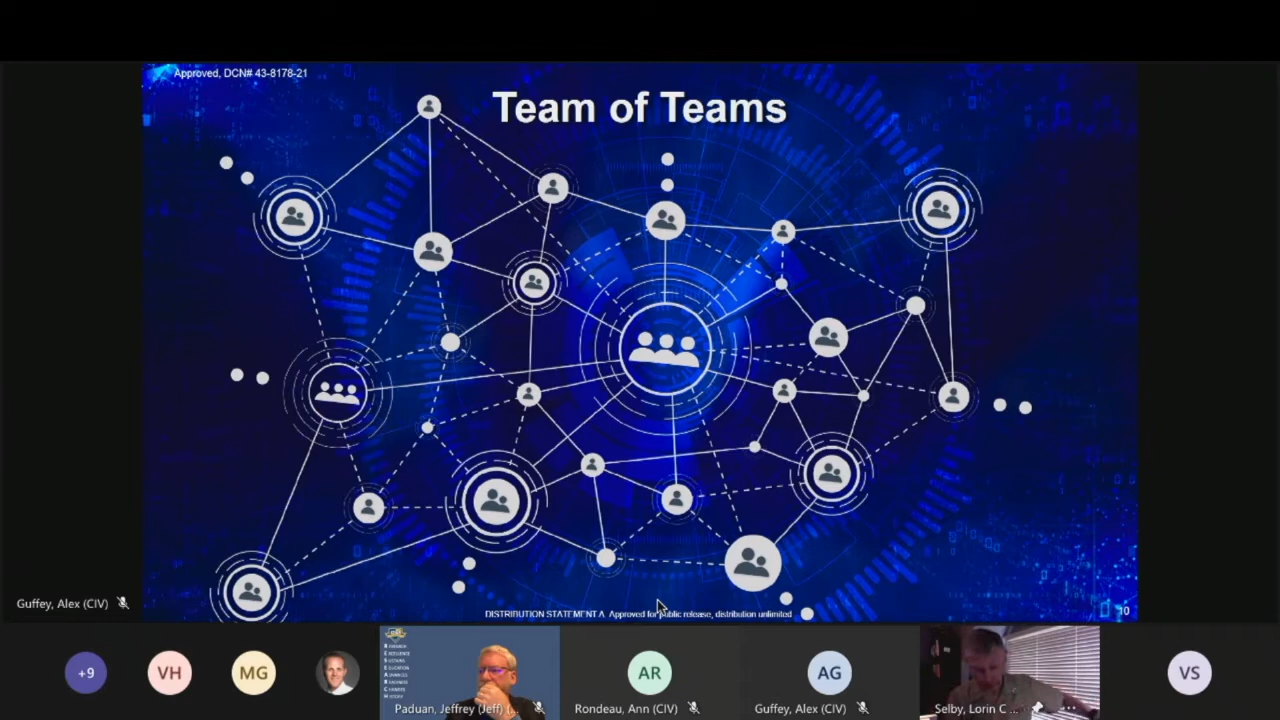 Approved, DCN# 43-8178-21
Team of Teams
DISTRIBUTION STATEMENT A. Approved for public release, distribution unlimited
10
Guffey, Alex (CIV)
+9
VH
MG
Paduan, Jeffrey (Jeff) (...
AR
Rondeau, Ann (CIV)
AG
Guffey, Alex (CIV)
Selby, Lorin C ...
VS